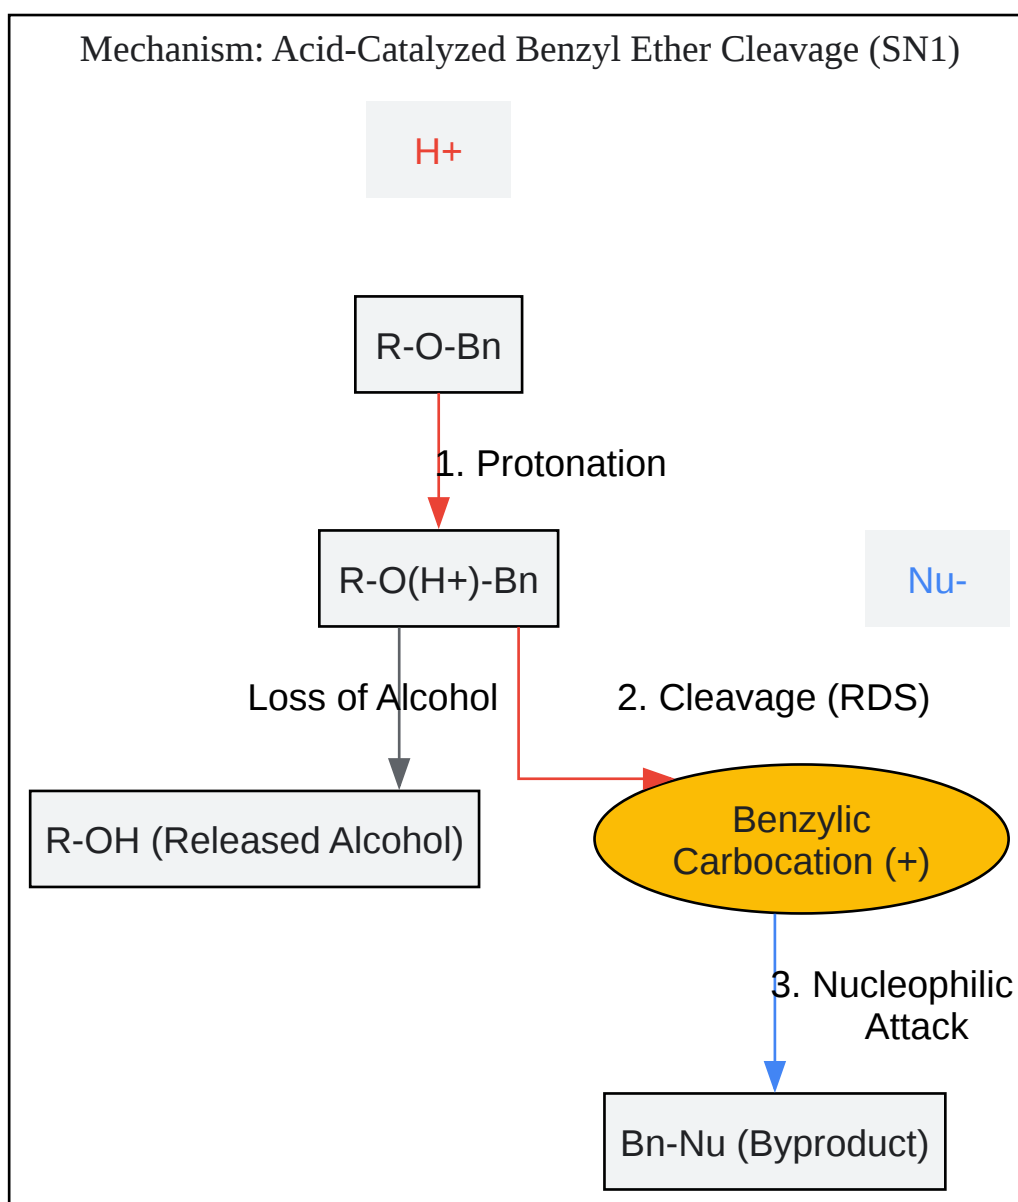 Mechanism: Acid-Catalyzed Benzyl Ether Cleavage (SN1)
H+
R-O-Bn
1. Protonation
R-O(H+)-Bn
Nu-
Loss of Alcohol
2. Cleavage (RDS)
R-OH (Released Alcohol)
Benzylic
Carbocation (+)
3. Nucleophilic
Attack
Bn-Nu (Byproduct)